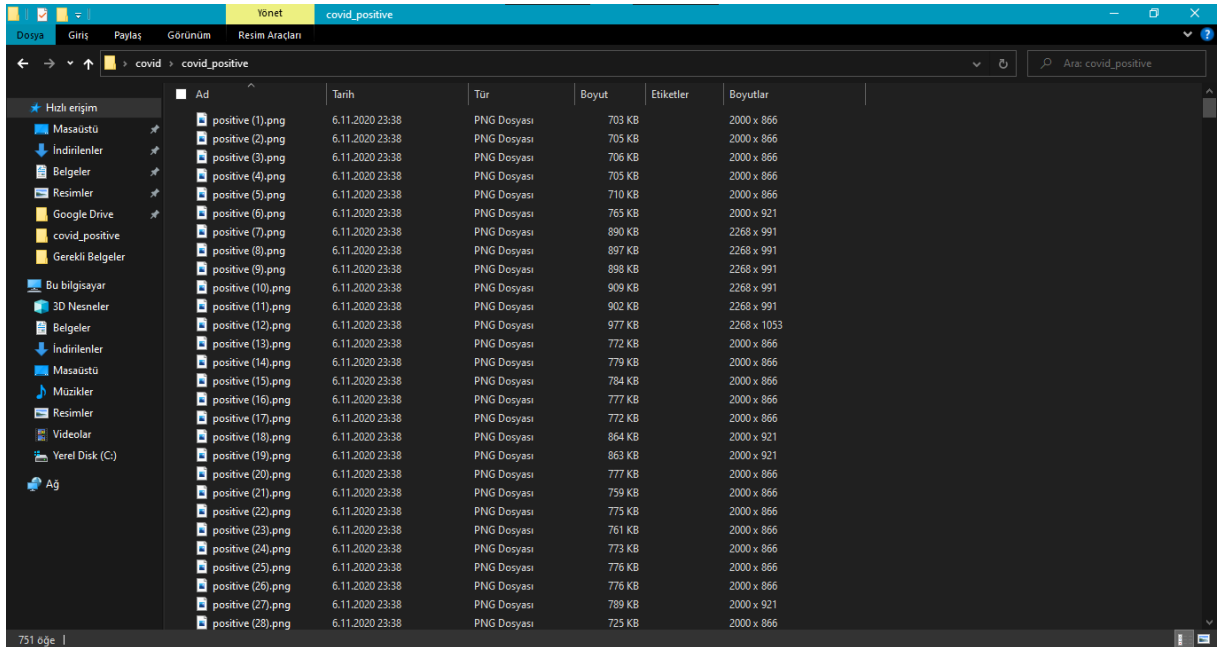 Yönet covid_positive
Dosya Giriş Paylaş Görünüm Resim Araçları
covid › covid_positive Ara: covid_positive
Ad Tarih Tür Boyut Etiketler Boyutlar
Hızlı erişim
Masaüstü
İndirilenler
Belgeler
Resimler
Google Drive
covid_positive
Gerekli Belgeler
Bu bilgisayar
3D Nesneler
Belgeler
İndirilenler
Masaüstü
Müzikler
Resimler
Videolar
Yerel Disk (C:)
Ağ
positive (1).png 6.11.2020 23:38 PNG Dosyası 703 KB 2000 x 866
positive (2).png 6.11.2020 23:38 PNG Dosyası 705 KB 2000 x 866
positive (3).png 6.11.2020 23:38 PNG Dosyası 706 KB 2000 x 866
positive (4).png 6.11.2020 23:38 PNG Dosyası 705 KB 2000 x 866
positive (5).png 6.11.2020 23:38 PNG Dosyası 710 KB 2000 x 866
positive (6).png 6.11.2020 23:38 PNG Dosyası 765 KB 2000 x 921
positive (7).png 6.11.2020 23:38 PNG Dosyası 890 KB 2268 x 991
positive (8).png 6.11.2020 23:38 PNG Dosyası 897 KB 2268 x 991
positive (9).png 6.11.2020 23:38 PNG Dosyası 898 KB 2268 x 991
positive (10).png 6.11.2020 23:38 PNG Dosyası 909 KB 2268 x 991
positive (11).png 6.11.2020 23:38 PNG Dosyası 902 KB 2268 x 991
positive (12).png 6.11.2020 23:38 PNG Dosyası 977 KB 2268 x 1053
positive (13).png 6.11.2020 23:38 PNG Dosyası 772 KB 2000 x 866
positive (14).png 6.11.2020 23:38 PNG Dosyası 779 KB 2000 x 866
positive (15).png 6.11.2020 23:38 PNG Dosyası 784 KB 2000 x 866
positive (16).png 6.11.2020 23:38 PNG Dosyası 777 KB 2000 x 866
positive (17).png 6.11.2020 23:38 PNG Dosyası 772 KB 2000 x 866
positive (18).png 6.11.2020 23:38 PNG Dosyası 864 KB 2000 x 921
positive (19).png 6.11.2020 23:38 PNG Dosyası 863 KB 2000 x 921
positive (20).png 6.11.2020 23:38 PNG Dosyası 777 KB 2000 x 866
positive (21).png 6.11.2020 23:38 PNG Dosyası 759 KB 2000 x 866
positive (22).png 6.11.2020 23:38 PNG Dosyası 775 KB 2000 x 866
positive (23).png 6.11.2020 23:38 PNG Dosyası 761 KB 2000 x 866
positive (24).png 6.11.2020 23:38 PNG Dosyası 773 KB 2000 x 866
positive (25).png 6.11.2020 23:38 PNG Dosyası 776 KB 2000 x 866
positive (26).png 6.11.2020 23:38 PNG Dosyası 776 KB 2000 x 866
positive (27).png 6.11.2020 23:38 PNG Dosyası 789 KB 2000 x 921
positive (28).png 6.11.2020 23:38 PNG Dosyası 725 KB 2000 x 866
751 öğe